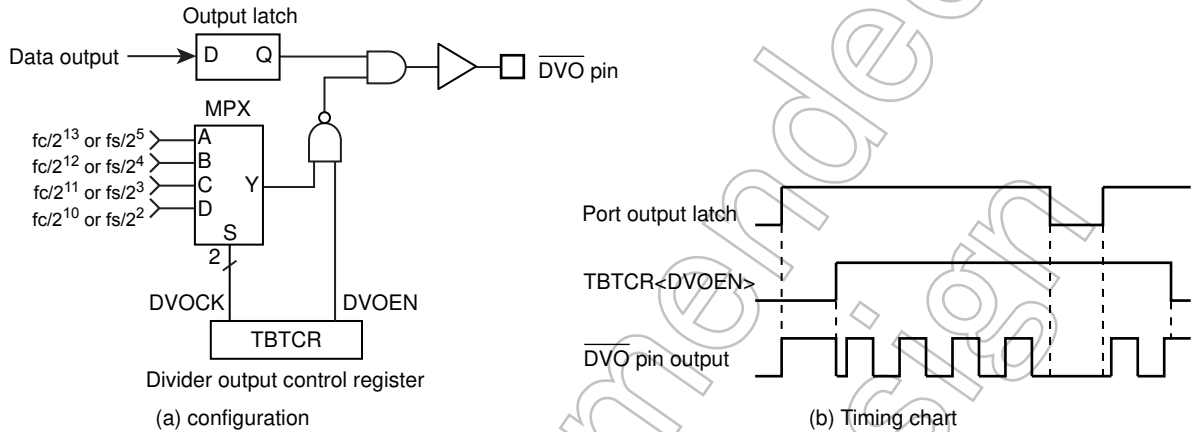 Output latch
Data output
D Q
DVO pin
MPX
fc/2^13 or fs/2^5
A
fc/2^12 or fs/2^4
B
fc/2^11 or fs/2^3
C
Y
fc/2^10 or fs/2^2
D
S
2
DVOCK
DVOEN
TBTCR
Divider output control register
(a) configuration
Port output latch
TBTCR<DVOEN>
DVO pin output
(b) Timing chart
mended
sign